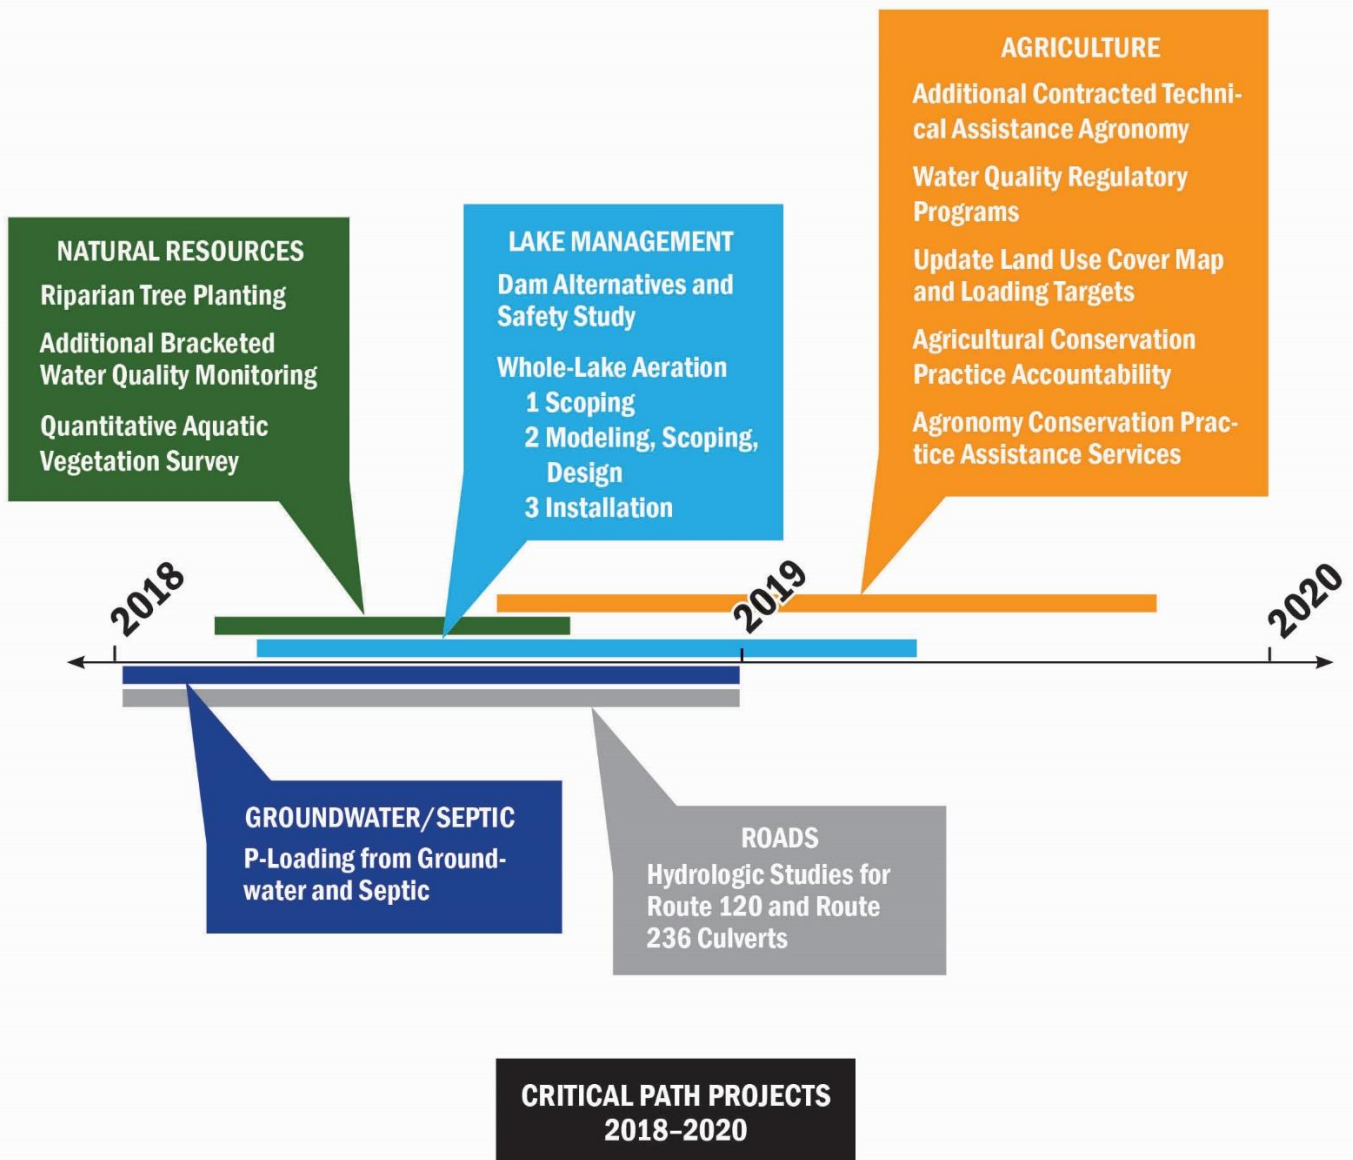 AGRICULTURE
Additional Contracted Techni-
cal Assistance Agronomy
Water Quality Regulatory
Programs
Update Land Use Cover Map
and Loading Targets
Agricultural Conservation
Practice Accountability
Agronomy Conservation Prac-
tice Assistance Services
NATURAL RESOURCES
Riparian Tree Planting
Additional Bracketed
Water Quality Monitoring
Quantitative Aquatic
Vegetation Survey
LAKE MANAGEMENT
Dam Alternatives and
Safety Study
Whole-Lake Aeration
1 Scoping
2 Modeling, Scoping,
Design
3 Installation
2018
2019
2020
GROUNDWATER/SEPTIC
P-Loading from Ground-
water and Septic
ROADS
Hydrologic Studies for
Route 120 and Route
236 Culverts
CRITICAL PATH PROJECTS
2018–2020